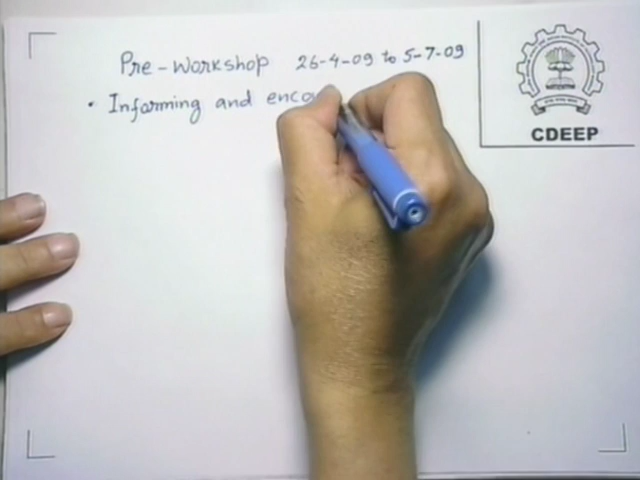 Pre-Workshop 26-4-09 to 5-7-09
• Informing and enco
CDEEP